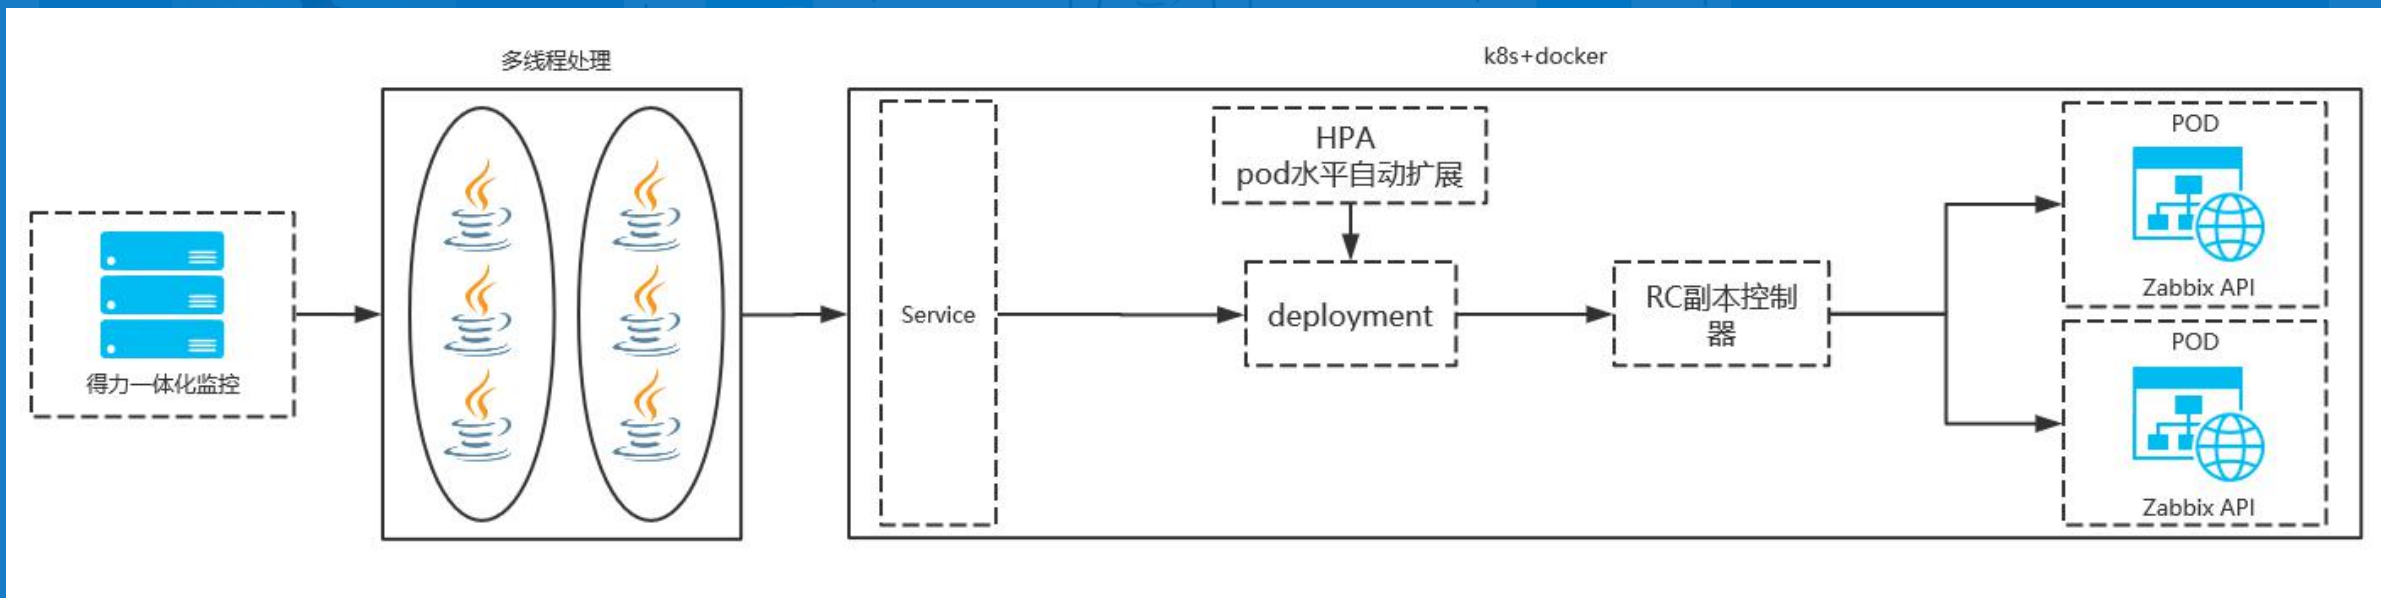 多线程处理
k8s+docker
得力一体化监控
Service
HPA
pod水平自动扩展
deployment
RC副本控制
器
POD
Zabbix API
POD
Zabbix API